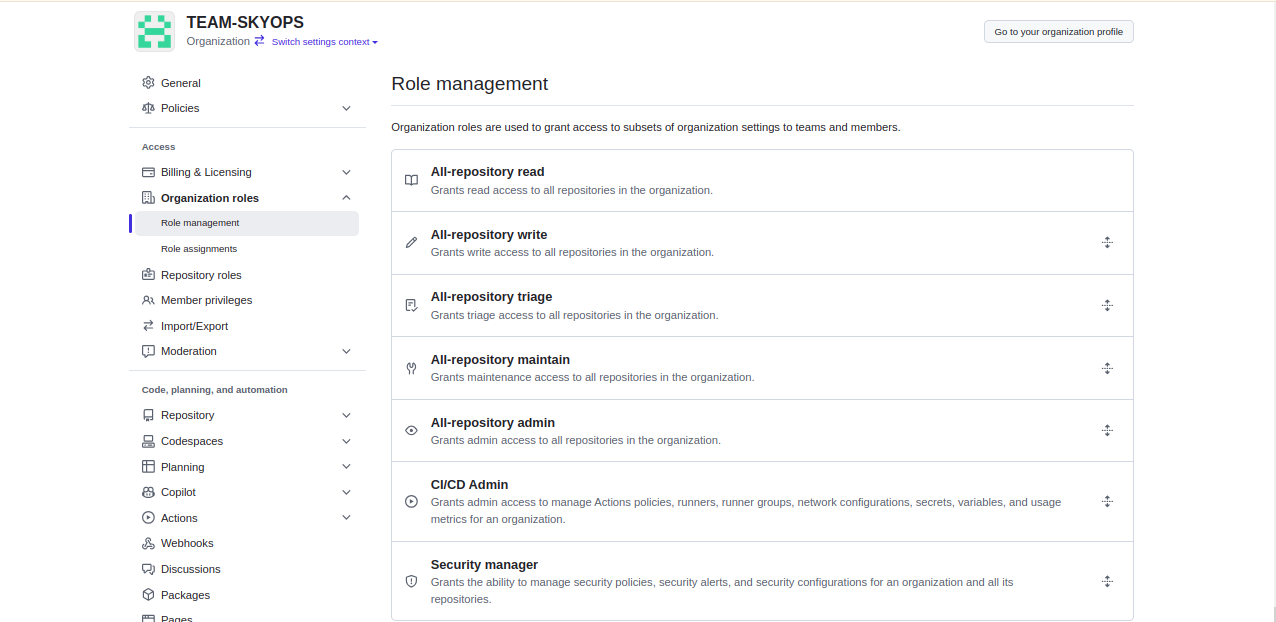 TEAM-SKYOPS
Organization Switch settings context
Go to your organization profile
General
Policies
Access
Billing & Licensing
Organization roles
Role management
Role assignments
Repository roles
Member privileges
Import/Export
Moderation
Code, planning, and automation
Repository
Codespaces
Planning
Copilot
Actions
Webhooks
Discussions
Packages
Pages
Role management
Organization roles are used to grant access to subsets of organization settings to teams and members.
All-repository read
Grants read access to all repositories in the organization.
All-repository write
Grants write access to all repositories in the organization.
All-repository triage
Grants triage access to all repositories in the organization.
All-repository maintain
Grants maintenance access to all repositories in the organization.
All-repository admin
Grants admin access to all repositories in the organization.
CI/CD Admin
Grants admin access to manage Actions policies, runners, runner groups, network configurations, secrets, variables, and usage
metrics for an organization.
Security manager
Grants the ability to manage security policies, security alerts, and security configurations for an organization and all its
repositories.